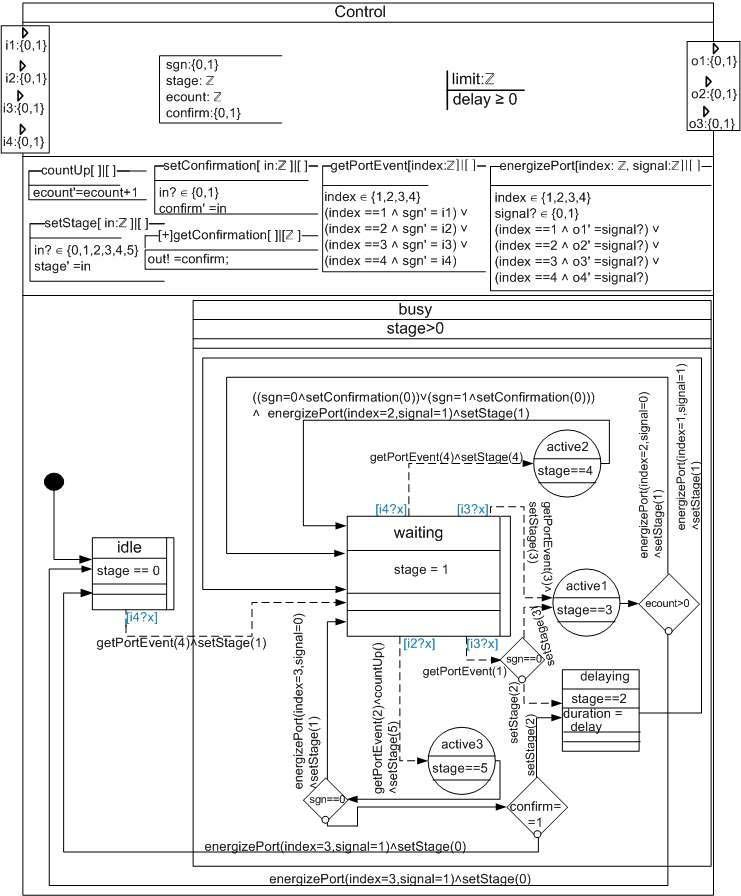 Control
i1:{0,1}
i2:{0,1}
i3:{0,1}
i4:{0,1}
sgn:{0,1}
stage: ℤ
ecount: ℤ
confirm:{0,1}
limit:ℤ
delay ≥ 0
o1:{0,1}
o2:{0,1}
o3:{0,1}
countUp[ ]|[ ]
ecount'=ecount+1
setStage[ in:ℤ]|[ ]
in? ∈ {0,1,2,3,4,5}
stage' =in
setConfirmation[ in:ℤ]|[ ]
in? ∈ {0,1}
confirm' =in
[+]getConfirmation[ ]|[ℤ ]
out! =confirm;
getPortEvent[index:ℤ]|[ ]
index ∈ {1,2,3,4}
(index ==1 ∧ sgn' = i1) ∨
(index ==2 ∧ sgn' = i2) ∨
(index ==3 ∧ sgn' = i3) ∨
(index ==4 ∧ sgn' = i4)
energizePort[index: ℤ, signal:ℤ]|[ ]
index ∈ {1,2,3,4}
signal? ∈ {0,1}
(index ==1 ∧ o1' =signal?) ∨
(index ==2 ∧ o2' =signal?) ∨
(index ==3 ∧ o3' =signal?) ∨
(index ==4 ∧ o4' =signal?)
busy
stage>0
((sgn=0∧setConfirmation(0))∨(sgn=1∧setConfirmation(0)))
∧ energizePort(index=2,signal=1)∧setStage(1)
energizePort(index=2,signal=0)
∧setStage(1)
energizePort(index=1,signal=1)
∧setStage(1)
active2
stage==4
getPortEvent(4)∧setStage(4)
[i4?x]
[i3?x]
waiting
stage = 1
getPortEvent(3)∧
setStage(3)
idle
stage == 0
[i4?x]
getPortEvent(4)∧setStage(1)
active1
stage==3
ecount>0
setStage(3)
[i2?x]
[i3?x]
getPortEvent(1)
sgn==0
delaying
stage==2
duration =
delay
setStage(2)
setStage(2)
energizePort(index=3,signal=0)
∧setStage(1)
getPortEvent(2)∧countUp()
∧setStage(5)
active3
stage==5
sgn==0
confirm=
=1
energizePort(index=3,signal=1)∧setStage(0)
energizePort(index=3,signal=1)∧setStage(0)